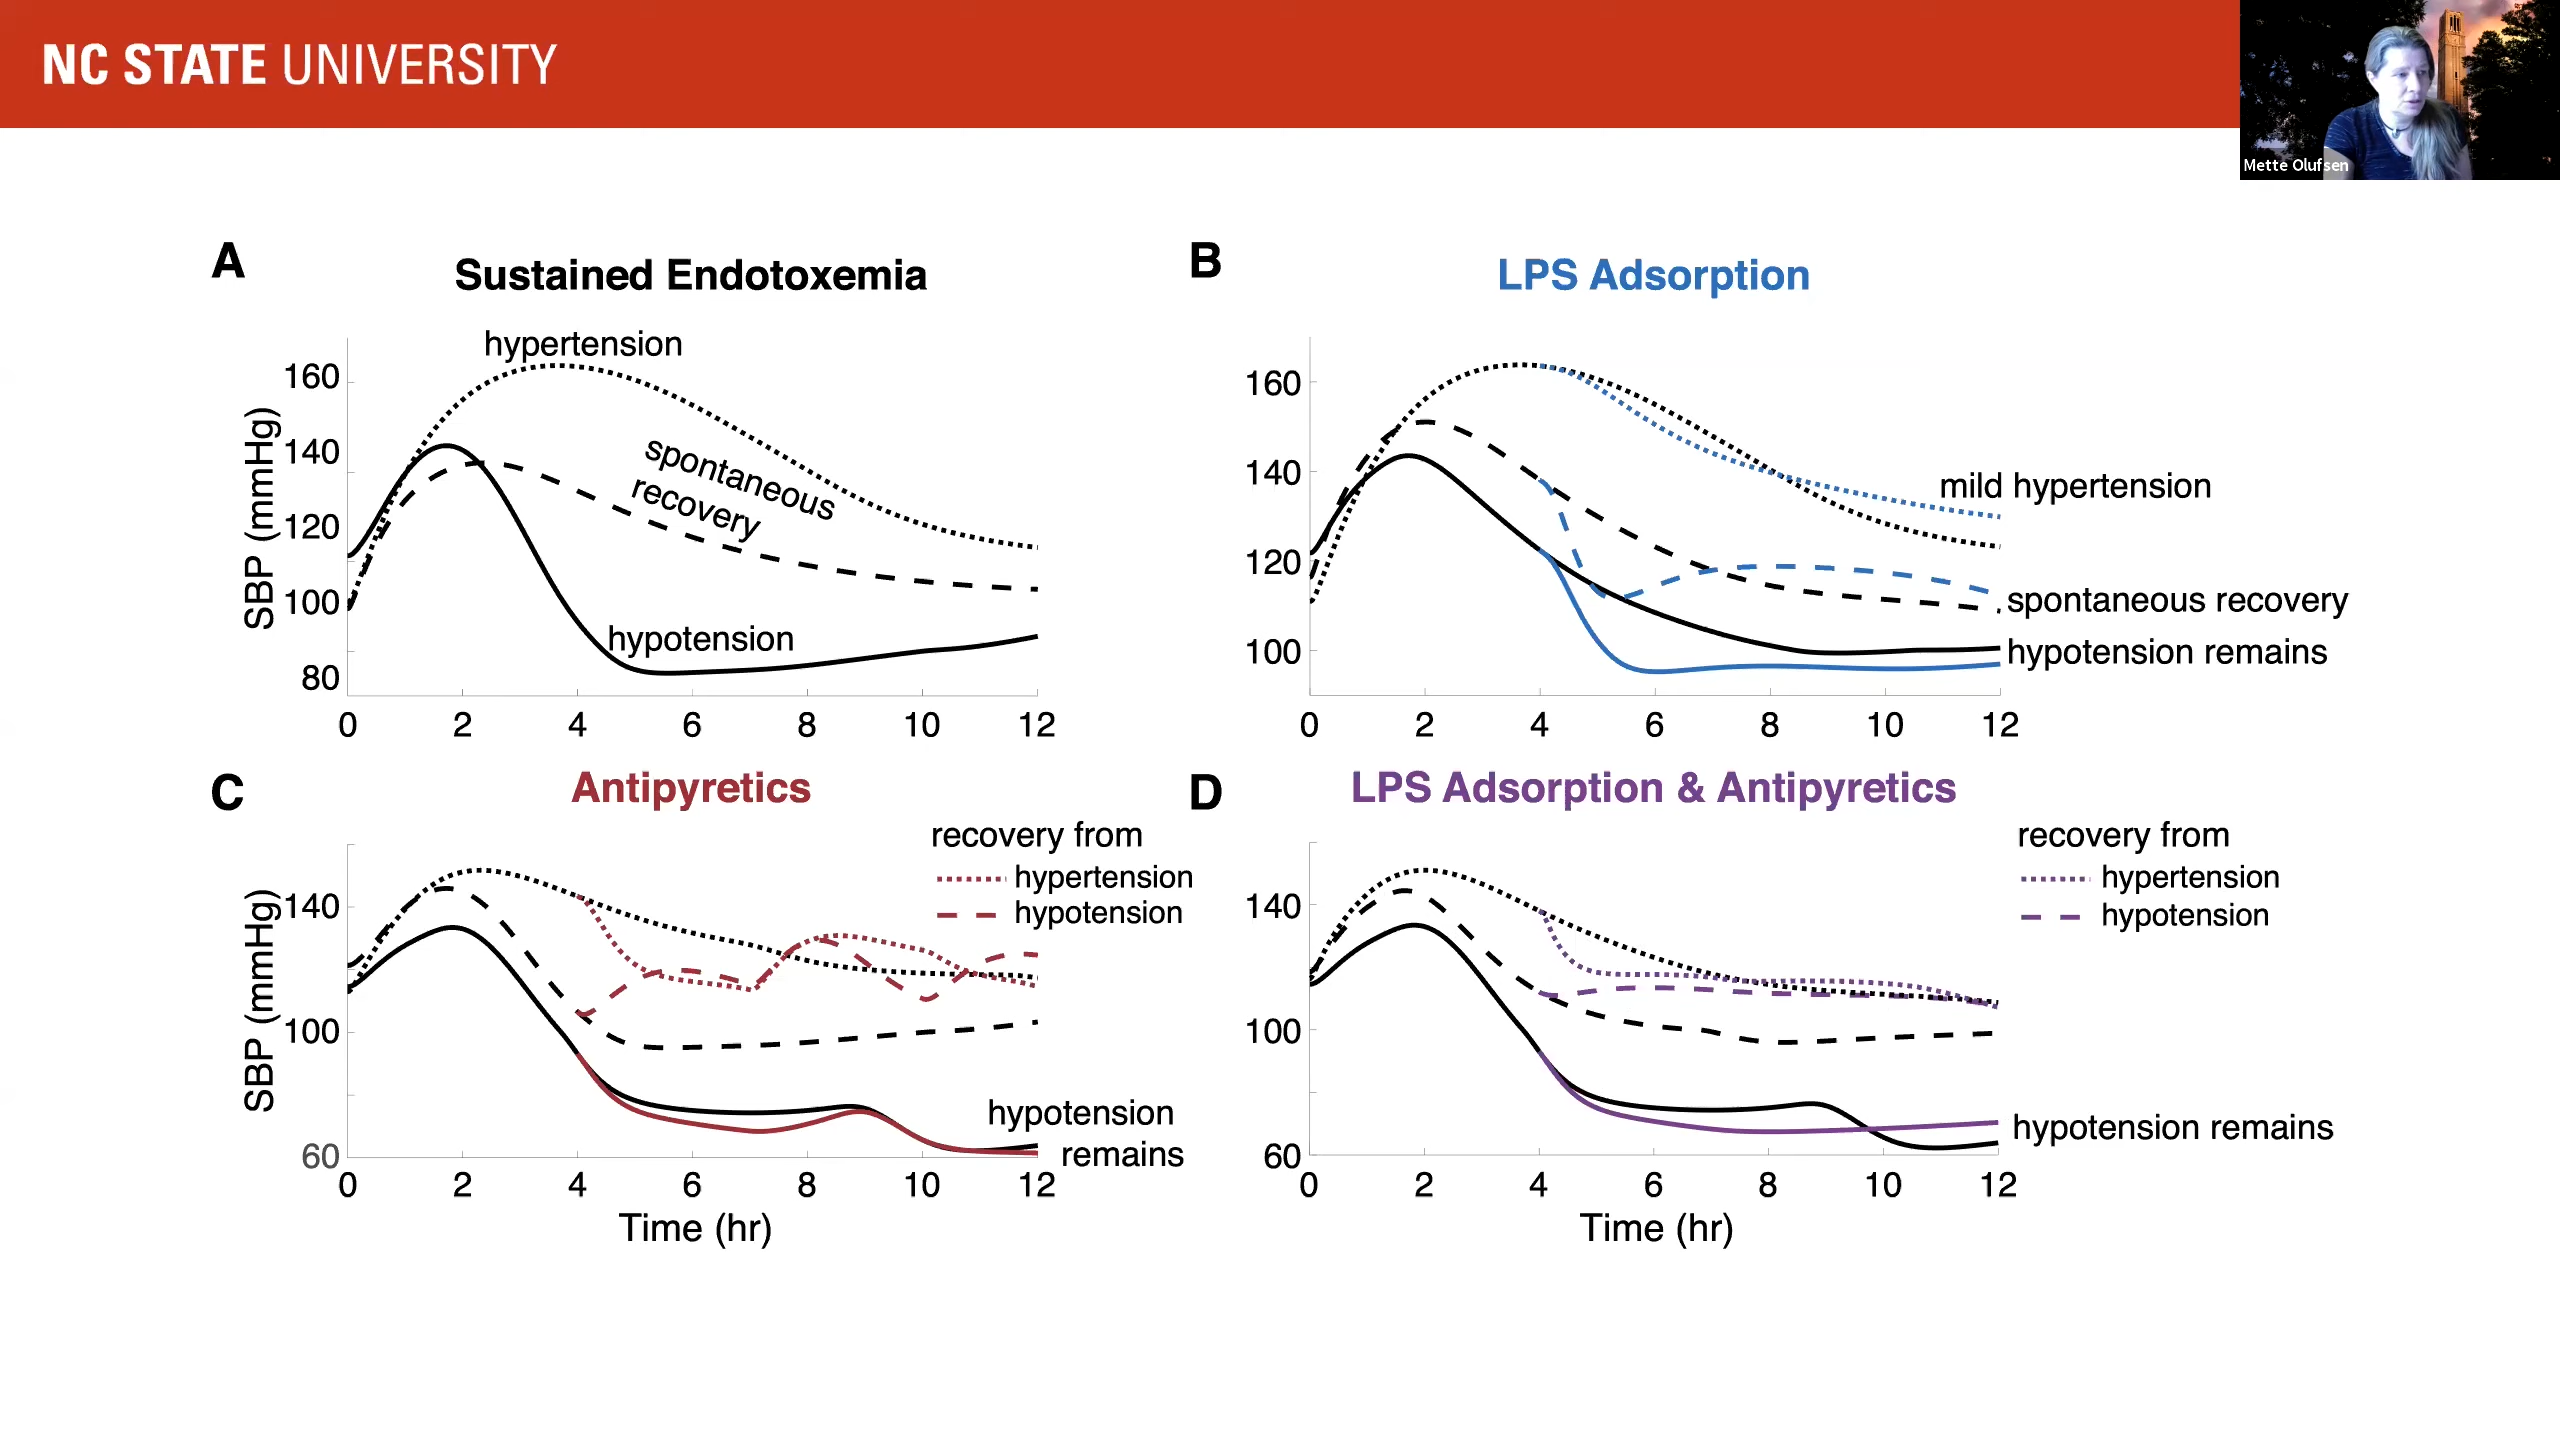 NC STATE UNIVERSITY
Mette Olufsen
A
Sustained Endotoxemia
SBP (mmHg)
160
140
120
100
80
hypertension
spontaneous
recovery
hypotension
0 2 4 6 8 10 12
B
LPS Adsorption
160
140
120
100
mild hypertension
spontaneous recovery
hypotension remains
0 2 4 6 8 10 12
C
Antipyretics
recovery from
hypertension
hypotension
SBP (mmHg)
140
100
60
hypotension
remains
0 2 4 6 8 10 12
Time (hr)
D
LPS Adsorption & Antipyretics
recovery from
hypertension
hypotension
140
100
60
hypotension remains
0 2 4 6 8 10 12
Time (hr)